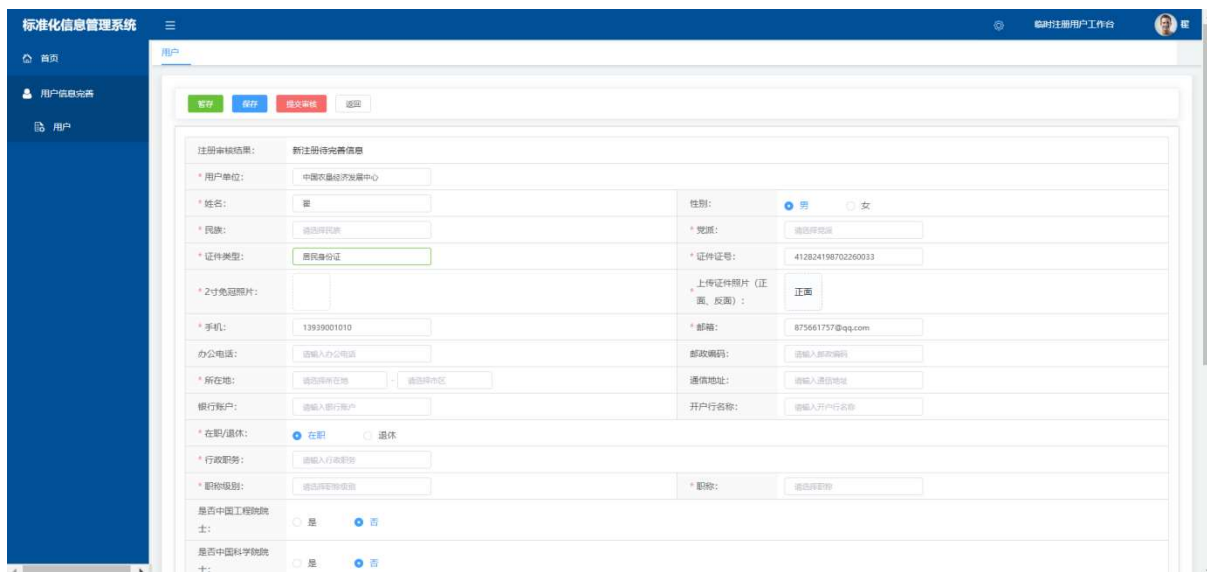 标准化信息管理系统
临时注册用户工作台 翟
首页
用户信息完善
用户
用户
暂存 保存 提交审核 返回
注册审核结果: 新注册待完善信息
* 用户单位: 中国农垦经济发展中心
* 姓名: 翟 性别: 男 女
* 民族: 请选择民族 * 党派: 请选择党派
* 证件类型: 居民身份证 * 证件证号: 412824198702260033
* 2寸免冠照片: * 上传证件照片（正
面、反面）: 正面
* 手机: 13939001010 * 邮箱: 875661757@qq.com
办公电话: 请输入办公电话 邮政编码: 请输入邮政编码
* 所在地: 请选择所在地 - 请选择市区 通信地址: 请输入通信地址
银行账户: 请输入银行账户 开户行名称: 请输入开户行名称
* 在职/退休: 在职 退休
* 行政职务: 请输入行政职务
* 职称级别: 请选择职称级别 * 职称: 请选择职称
是否中国工程院院
士: 是 否
是否中国科学院院
士: 是 否